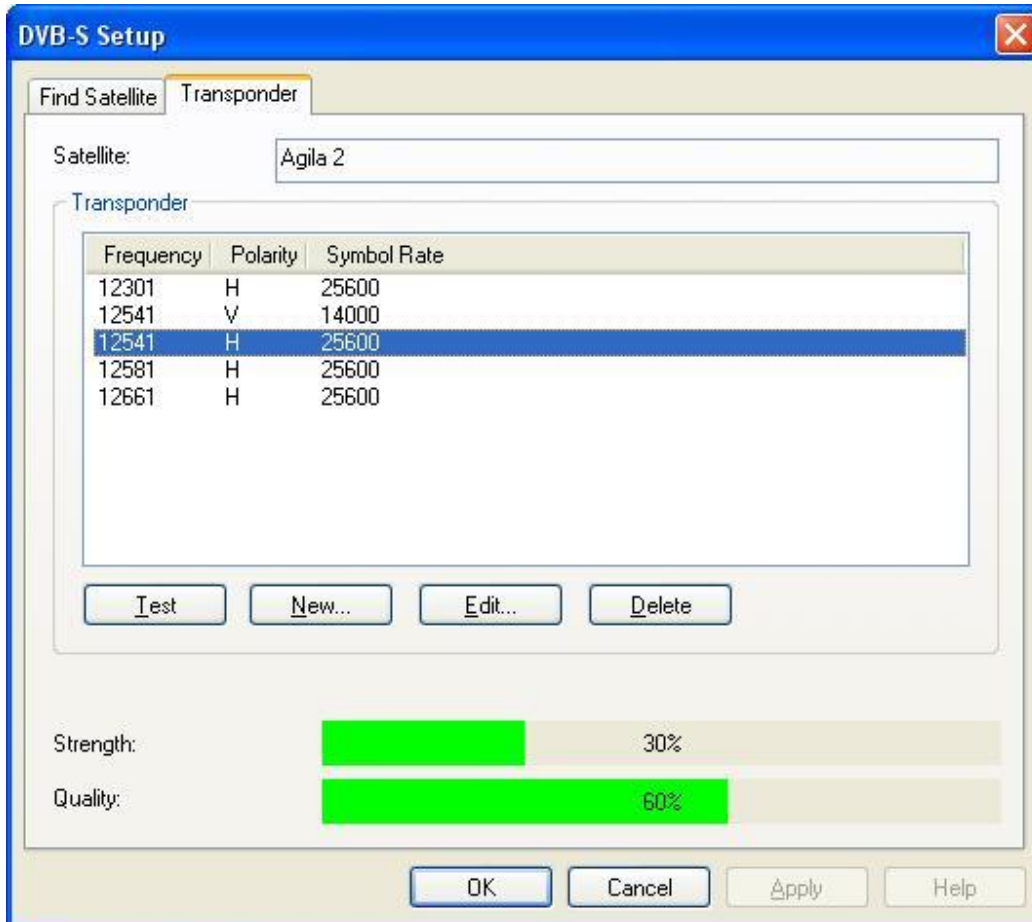 DVB-S Setup
Find Satellite Transponder
Satellite: Agila 2
Transponder
Frequency Polarity Symbol Rate
12301 H 25600
12541 V 14000
12541 H 25600
12581 H 25600
12661 H 25600
Test New... Edit... Delete
Strength: 30%
Quality: 60%
OK Cancel Apply Help